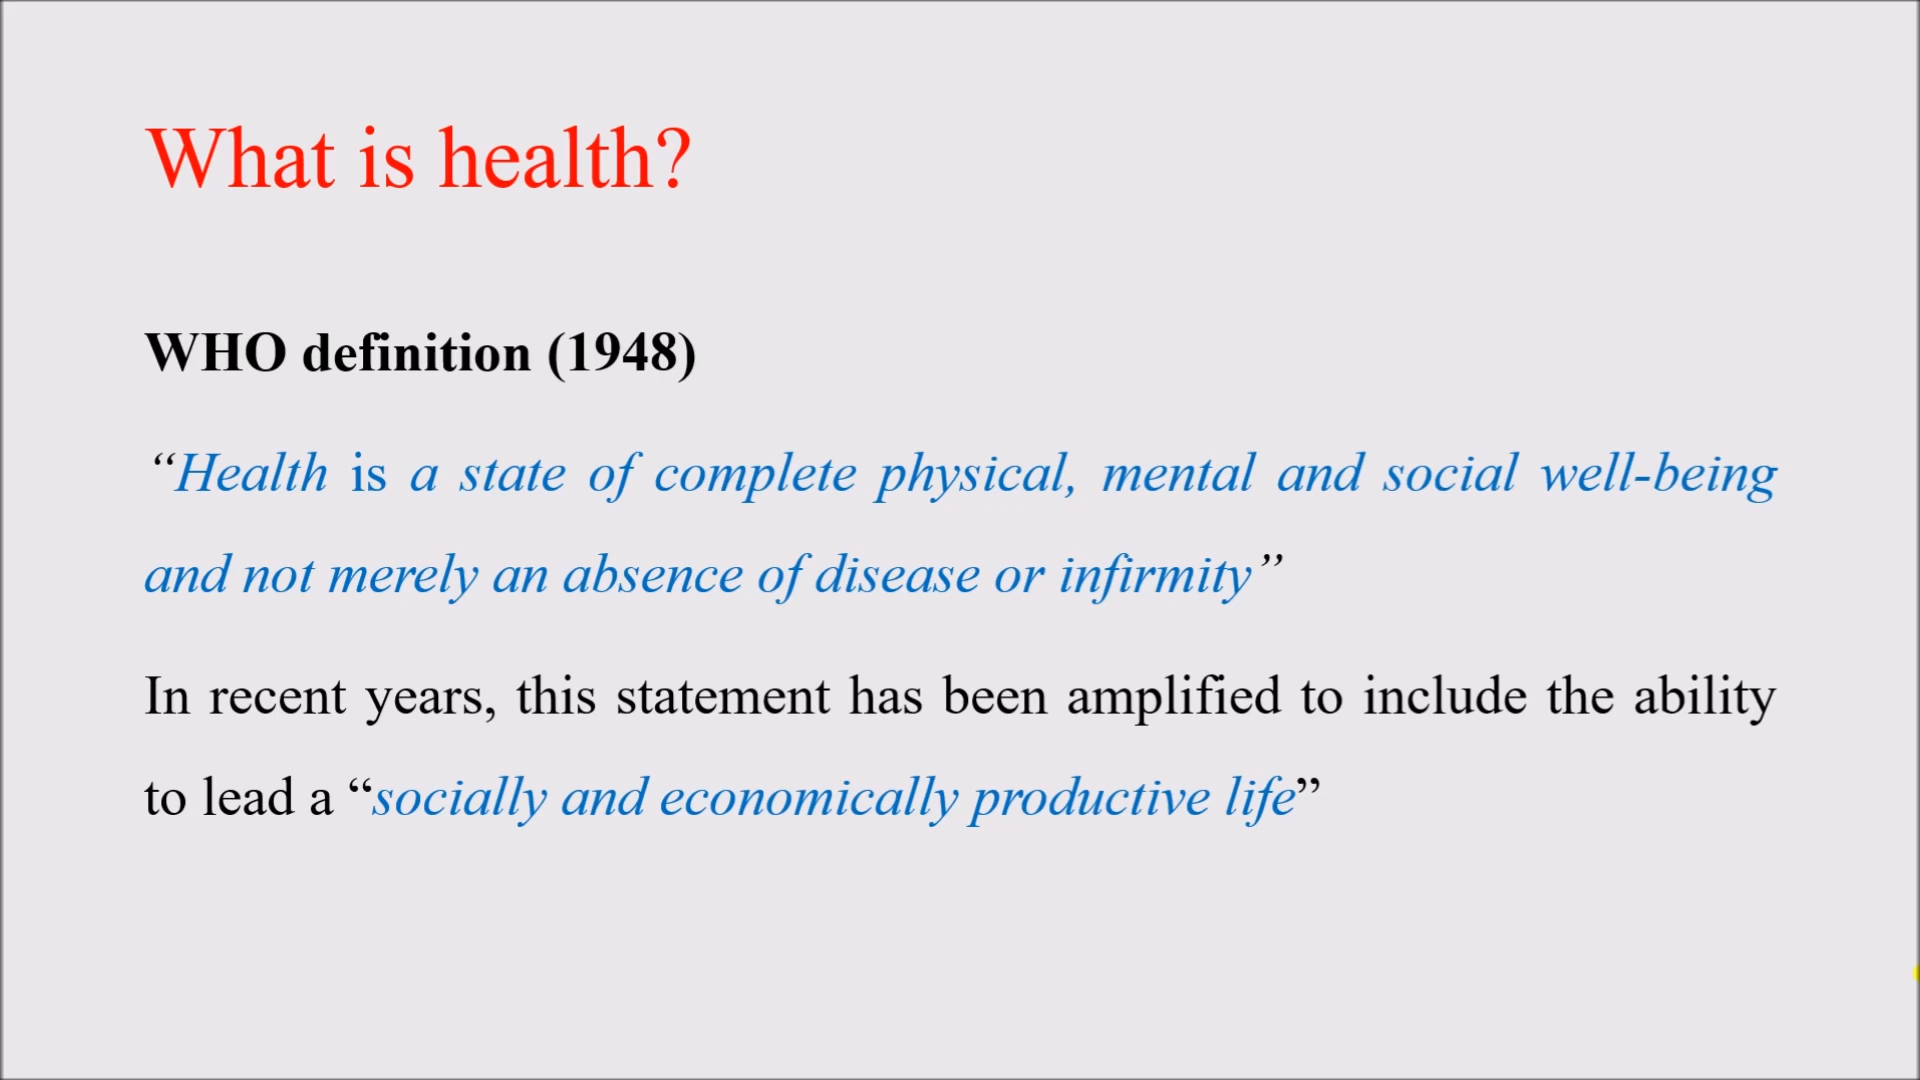 What is health?
WHO definition (1948)
“Health is a state of complete physical, mental and social well-being
and not merely an absence of disease or infirmity”
In recent years, this statement has been amplified to include the ability
to lead a “socially and economically productive life”